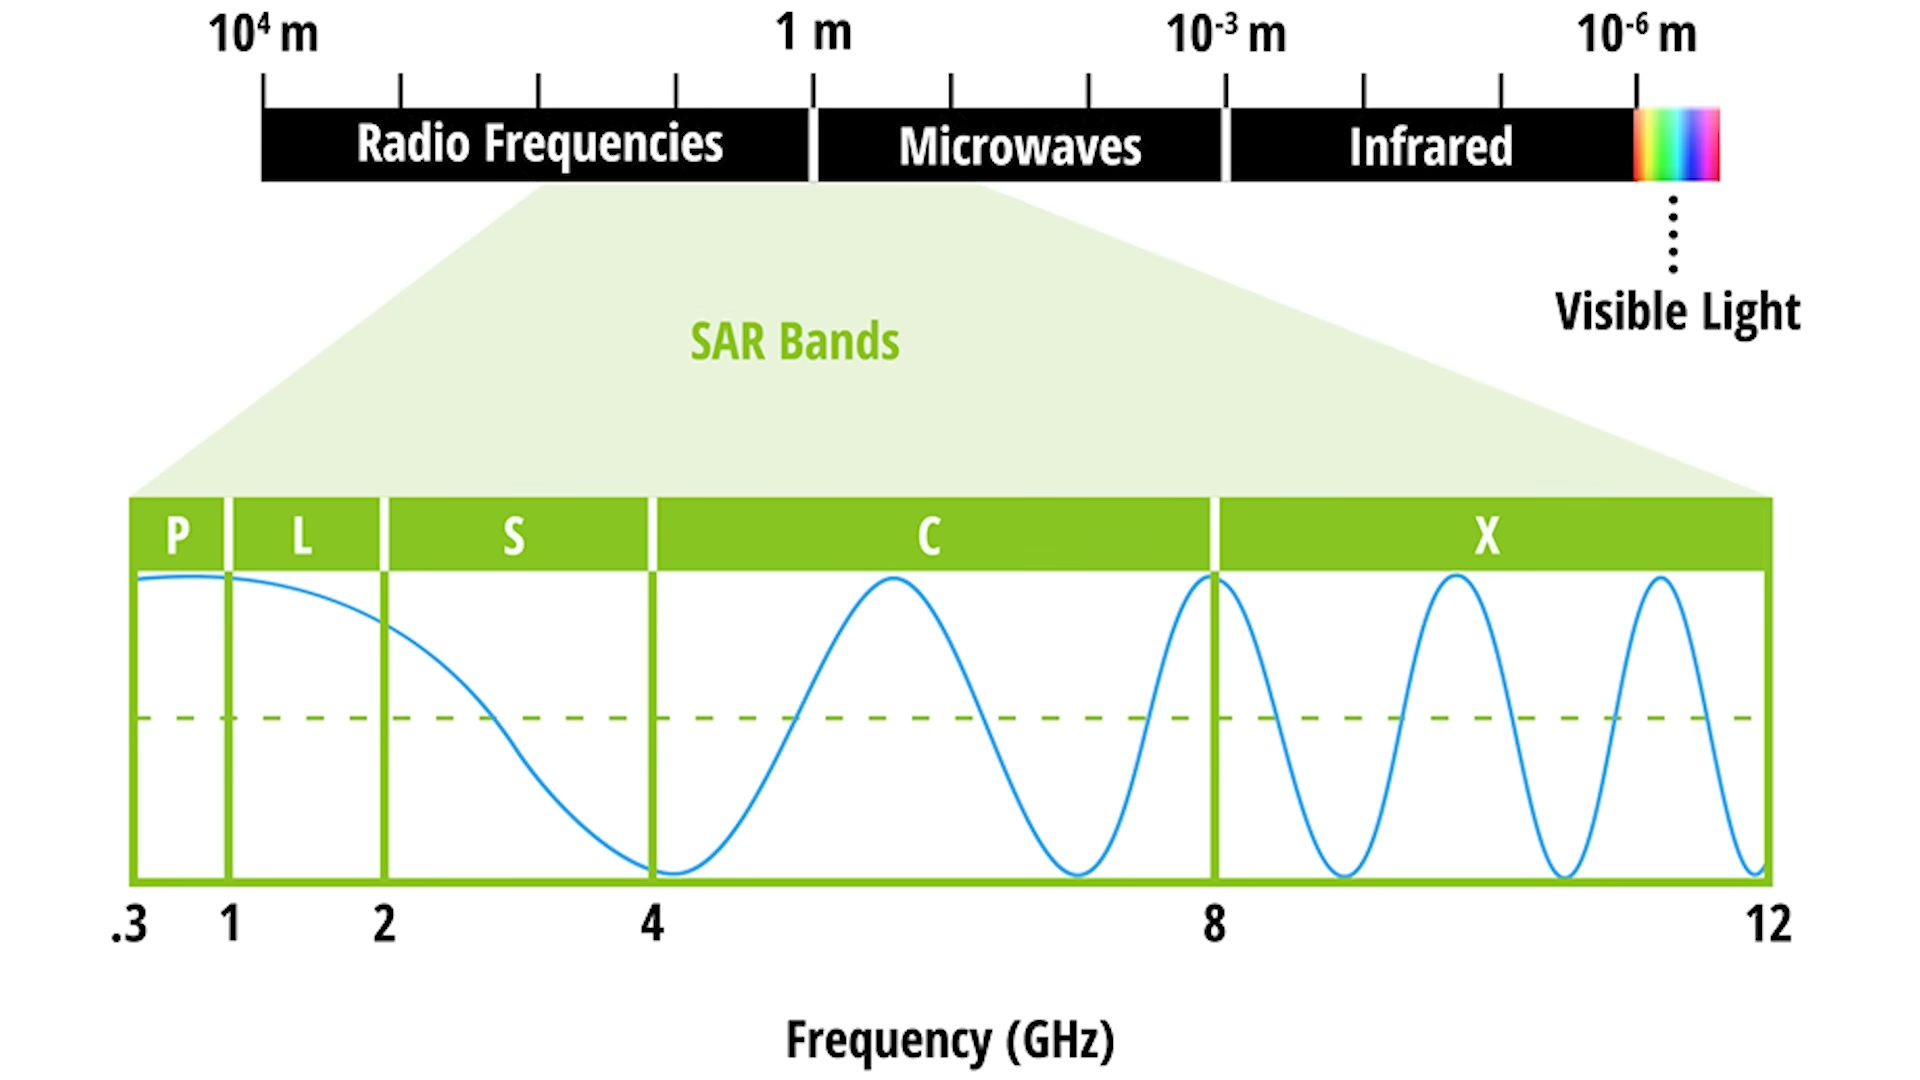 10⁴ m 1 m 10⁻³ m 10⁻⁶ m
Radio Frequencies Microwaves Infrared
Visible Light
SAR Bands
P L S C X
.3 1 2 4 8 12
Frequency (GHz)